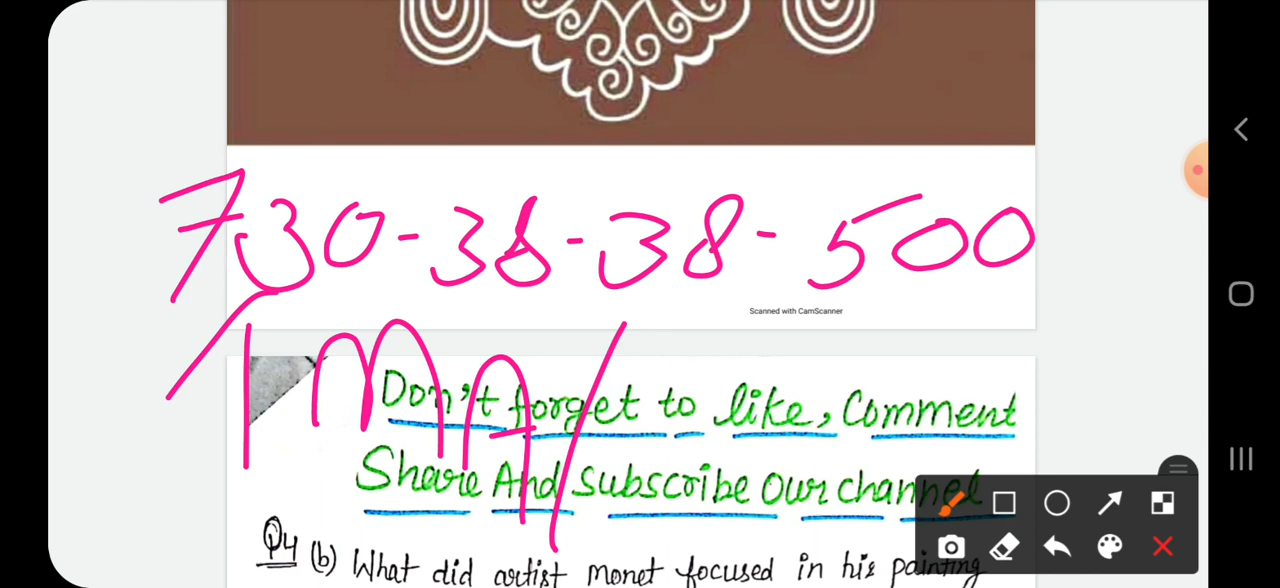 730-38-38-500
Scanned with CamScanner
Don't forget to like, Comment
Share And Subscribe Our channel
Q4 (b) What did artist monet focused in his painting